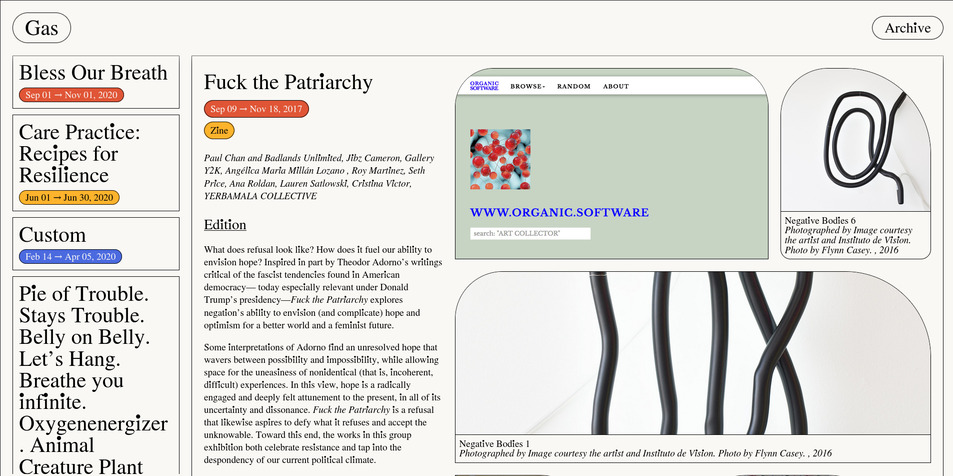 Gas
Archive
Bless Our Breath
Sep 01 → Nov 01, 2020
Care Practice:
Recipes for
Resilience
Jun 01 → Jun 30, 2020
Custom
Feb 14 → Apr 05, 2020
Pie of Trouble.
Stays Trouble.
Belly on Belly.
Let’s Hang.
Breathe you
infinite.
Oxygenergizer
. Animal
Creature Plant
Fuck the Patriarchy
Sep 09 → Nov 18, 2017
Zine
Paul Chan and Badlands Unlimited, Jibz Cameron, Gallery
Y2K, Angélica Maria Millán Lozano , Roy Martinez, Seth
Price, Ana Roldan, Lauren Satlowski, Cristina Victor,
YERBAMALA COLLECTIVE
Edition
What does refusal look like? How does it fuel our ability to
envision hope? Inspired in part by Theodor Adorno’s writings
critical of the fascist tendencies found in American
democracy— today especially relevant under Donald
Trump’s presidency—Fuck the Patriarchy explores
negation’s ability to envision (and complicate) hope and
optimism for a better world and a feminist future.
Some interpretations of Adorno find an unresolved hope that
wavers between possibility and impossibility, while allowing
space for the uneasiness of nonidentical (that is, incoherent,
difficult) experiences. In this view, hope is a radically
engaged and deeply felt attunement to the present, in all of its
uncertainty and dissonance. Fuck the Patriarchy is a refusal
that likewise aspires to defy what it refuses and accept the
unknowable. Toward this end, the works in this group
exhibition both celebrate resistance and tap into the
despondency of our current political climate.
ORGANIC
SOFTWARE
BROWSE
RANDOM
ABOUT
WWW.ORGANIC.SOFTWARE
search: "ART COLLECTOR"
Negative Bodies 6
Photographed by Image courtesy
the artist and Instituto de Vision.
Photo by Flynn Casey. , 2016
Negative Bodies 1
Photographed by Image courtesy the artist and Instituto de Vision. Photo by Flynn Casey. , 2016